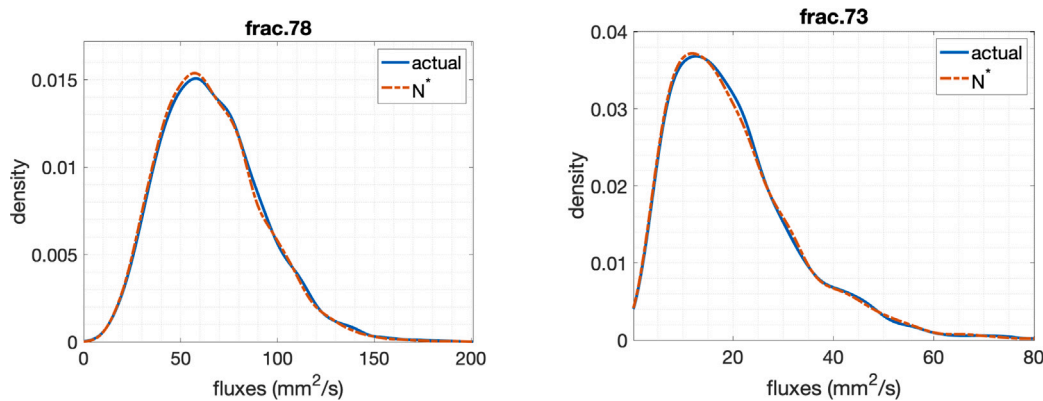 frac.78
actual
N*
0.015
0.01
0.005
0
density
0 50 100 150 200
fluxes (mm²/s)
frac.73
actual
N*
0.04
0.03
0.02
0.01
0
density
20 40 60 80
fluxes (mm²/s)